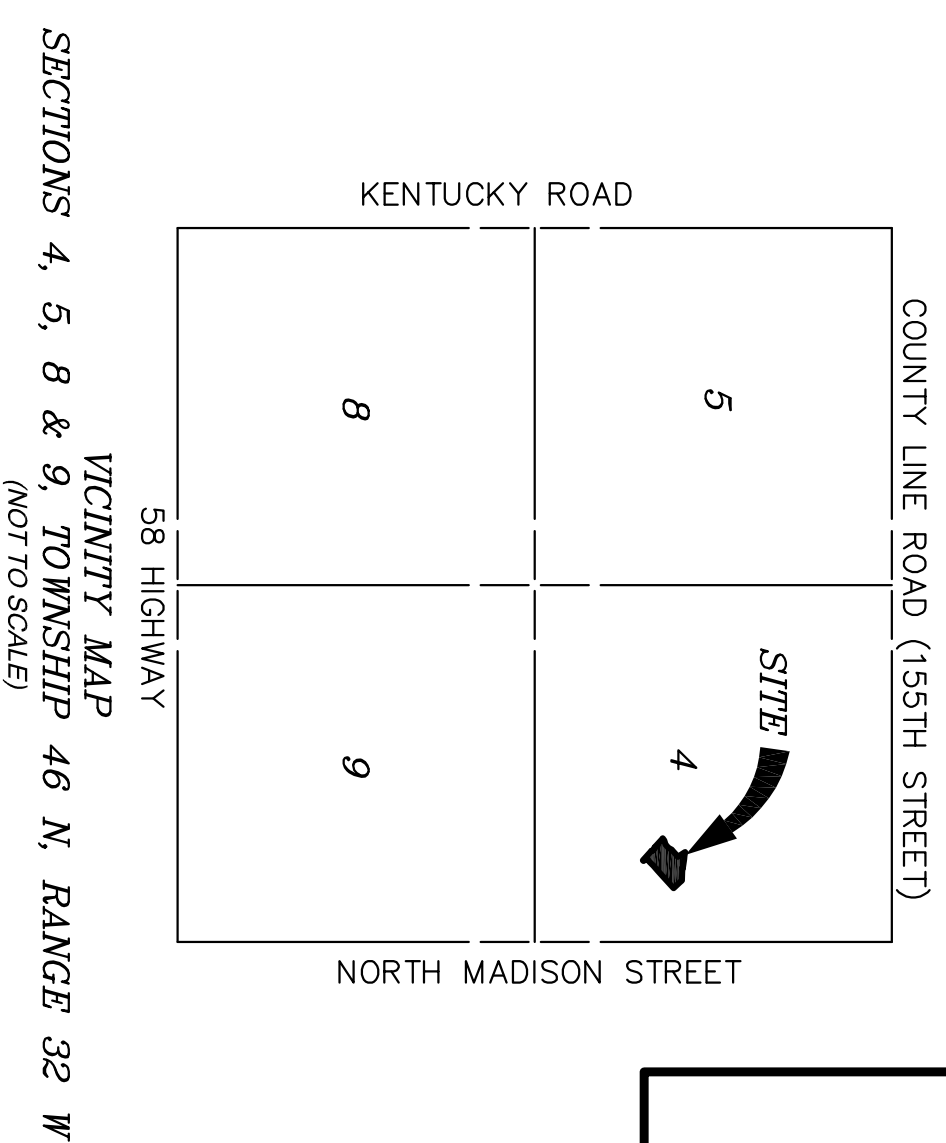 COUNTY LINE ROAD (155TH STREET)
KENTUCKY ROAD
5
SITE
4
8
9
NORTH MADISON STREET
58 HIGHWAY
VICINITY MAP
SECTIONS 4, 5, 8 & 9, TOWNSHIP 46 N, RANGE 32 W
(NOT TO SCALE)